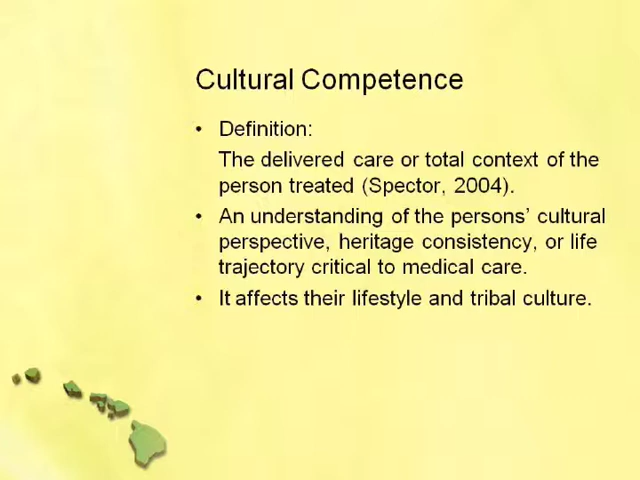 Cultural Competence
• Definition:
The delivered care or total context of the
person treated (Spector, 2004).
• An understanding of the persons’ cultural
perspective, heritage consistency, or life
trajectory critical to medical care.
• It affects their lifestyle and tribal culture.